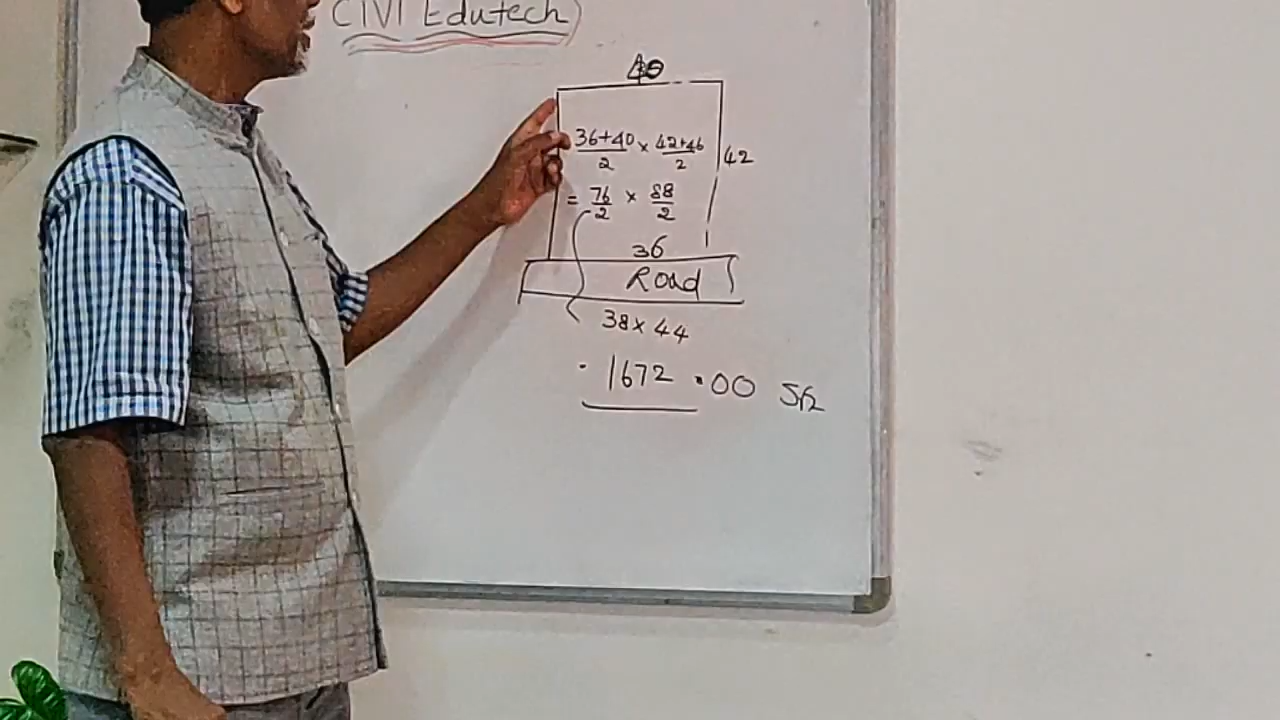 CIVI Edutech
40
36+40/2 × 42+46/2
42
= 76/2 × 88/2
36
Road
38 × 44
1672.00 Sft